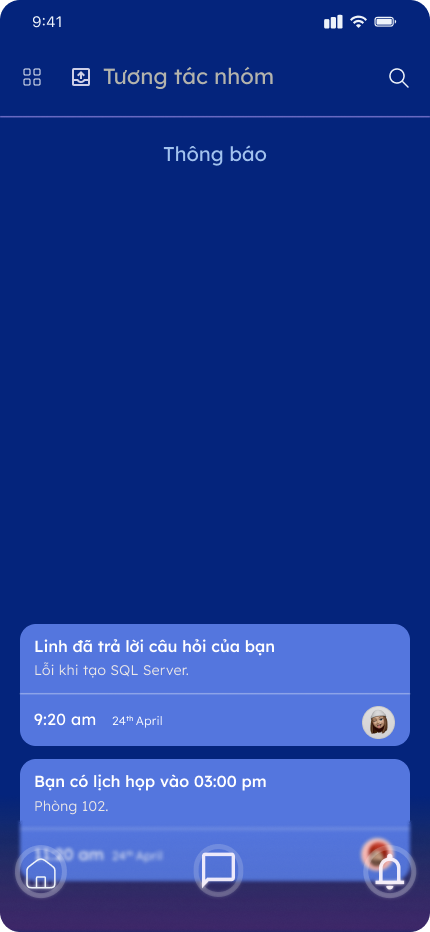 9:41
Tương tác nhóm
Thông báo
Linh đã trả lời câu hỏi của bạn
Lỗi khi tạo SQL Server.
9:20 am 24th April
Bạn có lịch họp vào 03:00 pm
Phòng 102.
11:20 am 24th April